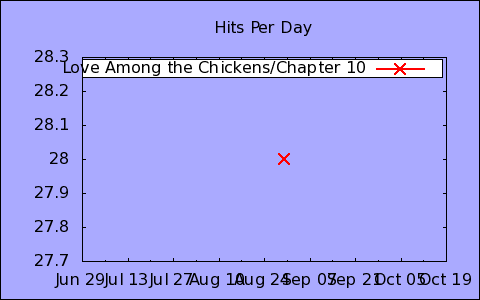 Hits Per Day
28.3
Love Among the Chickens/Chapter 10
28.2
28.1
28
27.9
27.8
27.7
Jun 29 Jul 13 Jul 27 Aug 10 Aug 24 Sep 07 Sep 21 Oct 05 Oct 19